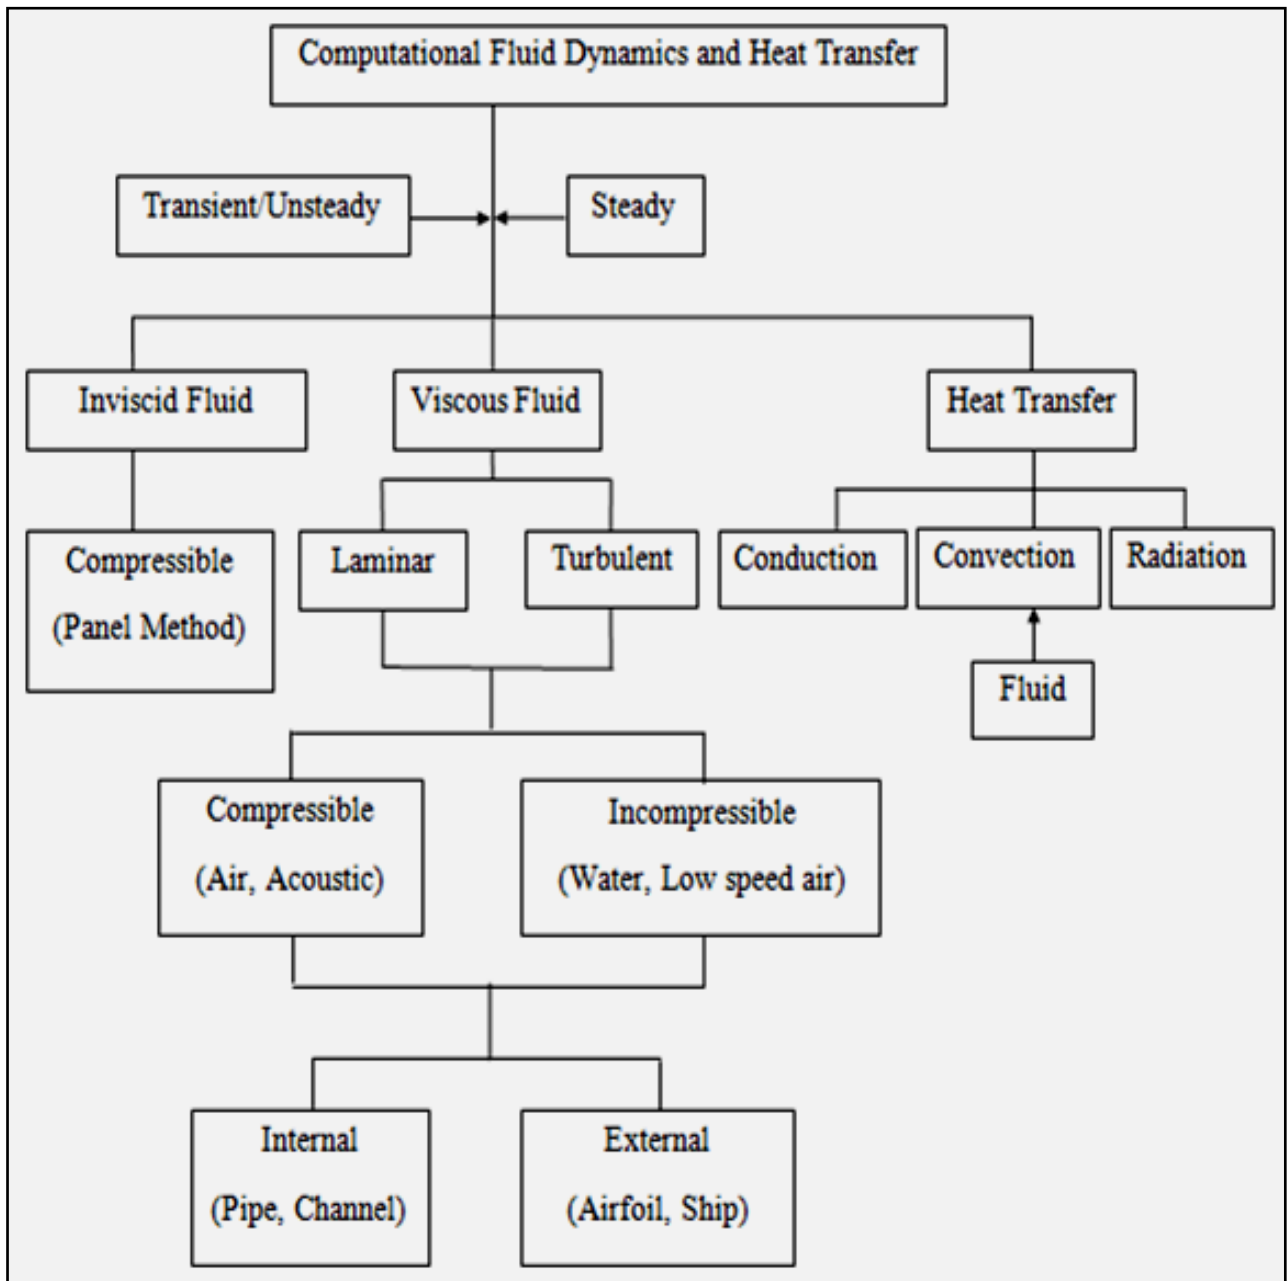 Computational Fluid Dynamics and Heat Transfer
Transient/Unsteady
Steady
Inviscid Fluid
Viscous Fluid
Heat Transfer
Compressible
(Panel Method)
Laminar
Turbulent
Conduction
Convection
Radiation
Fluid
Compressible
(Air, Acoustic)
Incompressible
(Water, Low speed air)
Internal
(Pipe, Channel)
External
(Airfoil, Ship)